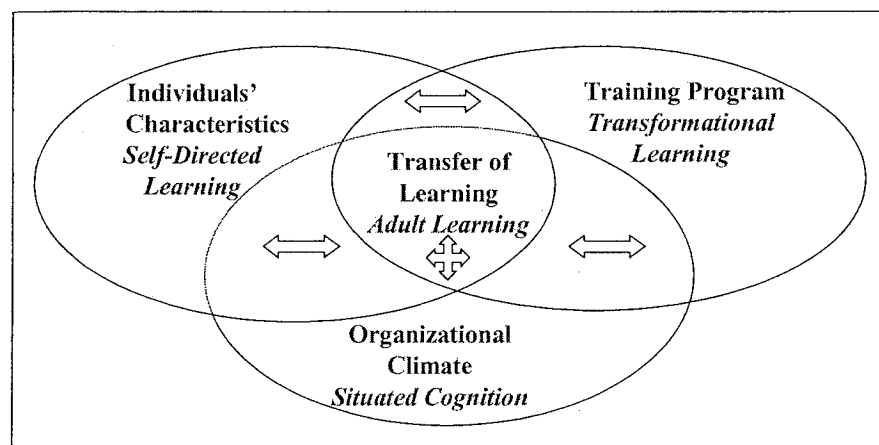 Individuals'
Characteristics
Self-Directed
Learning
Training Program
Transformational
Learning
Transfer of
Learning
Adult Learning
Organizational
Climate
Situated Cognition